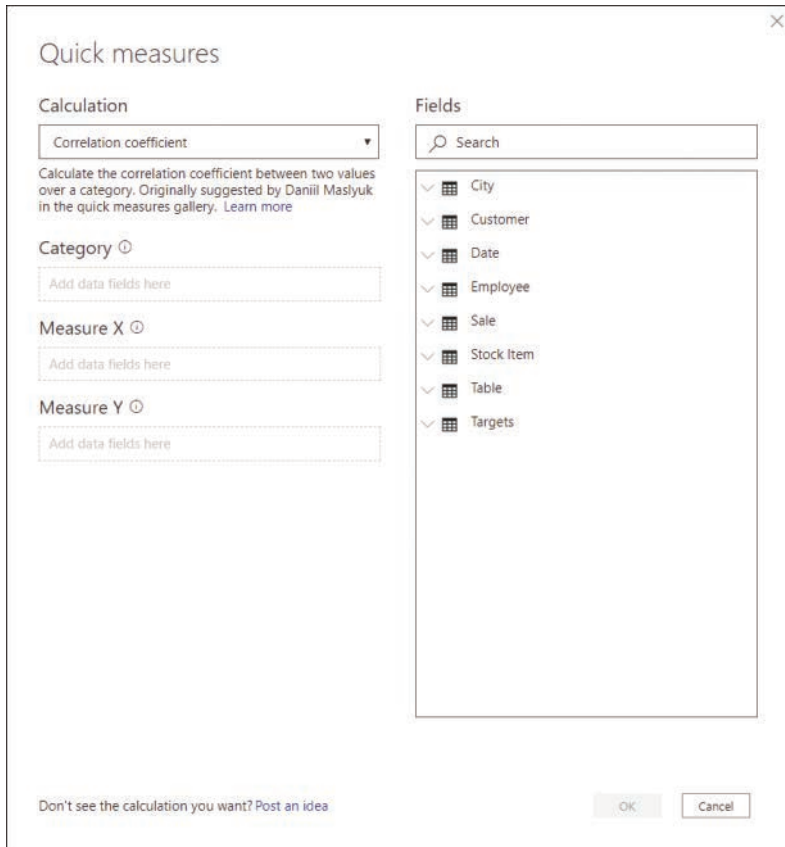 Quick measures
Calculation
Correlation coefficient
Calculate the correlation coefficient between two values
over a category. Originally suggested by Daniil Maslyuk
in the quick measures gallery. Learn more
Category
Add data fields here
Measure X
Add data fields here
Measure Y
Add data fields here
Fields
Search
City
Customer
Date
Employee
Sale
Stock Item
Table
Targets
Don't see the calculation you want? Post an idea
OK
Cancel